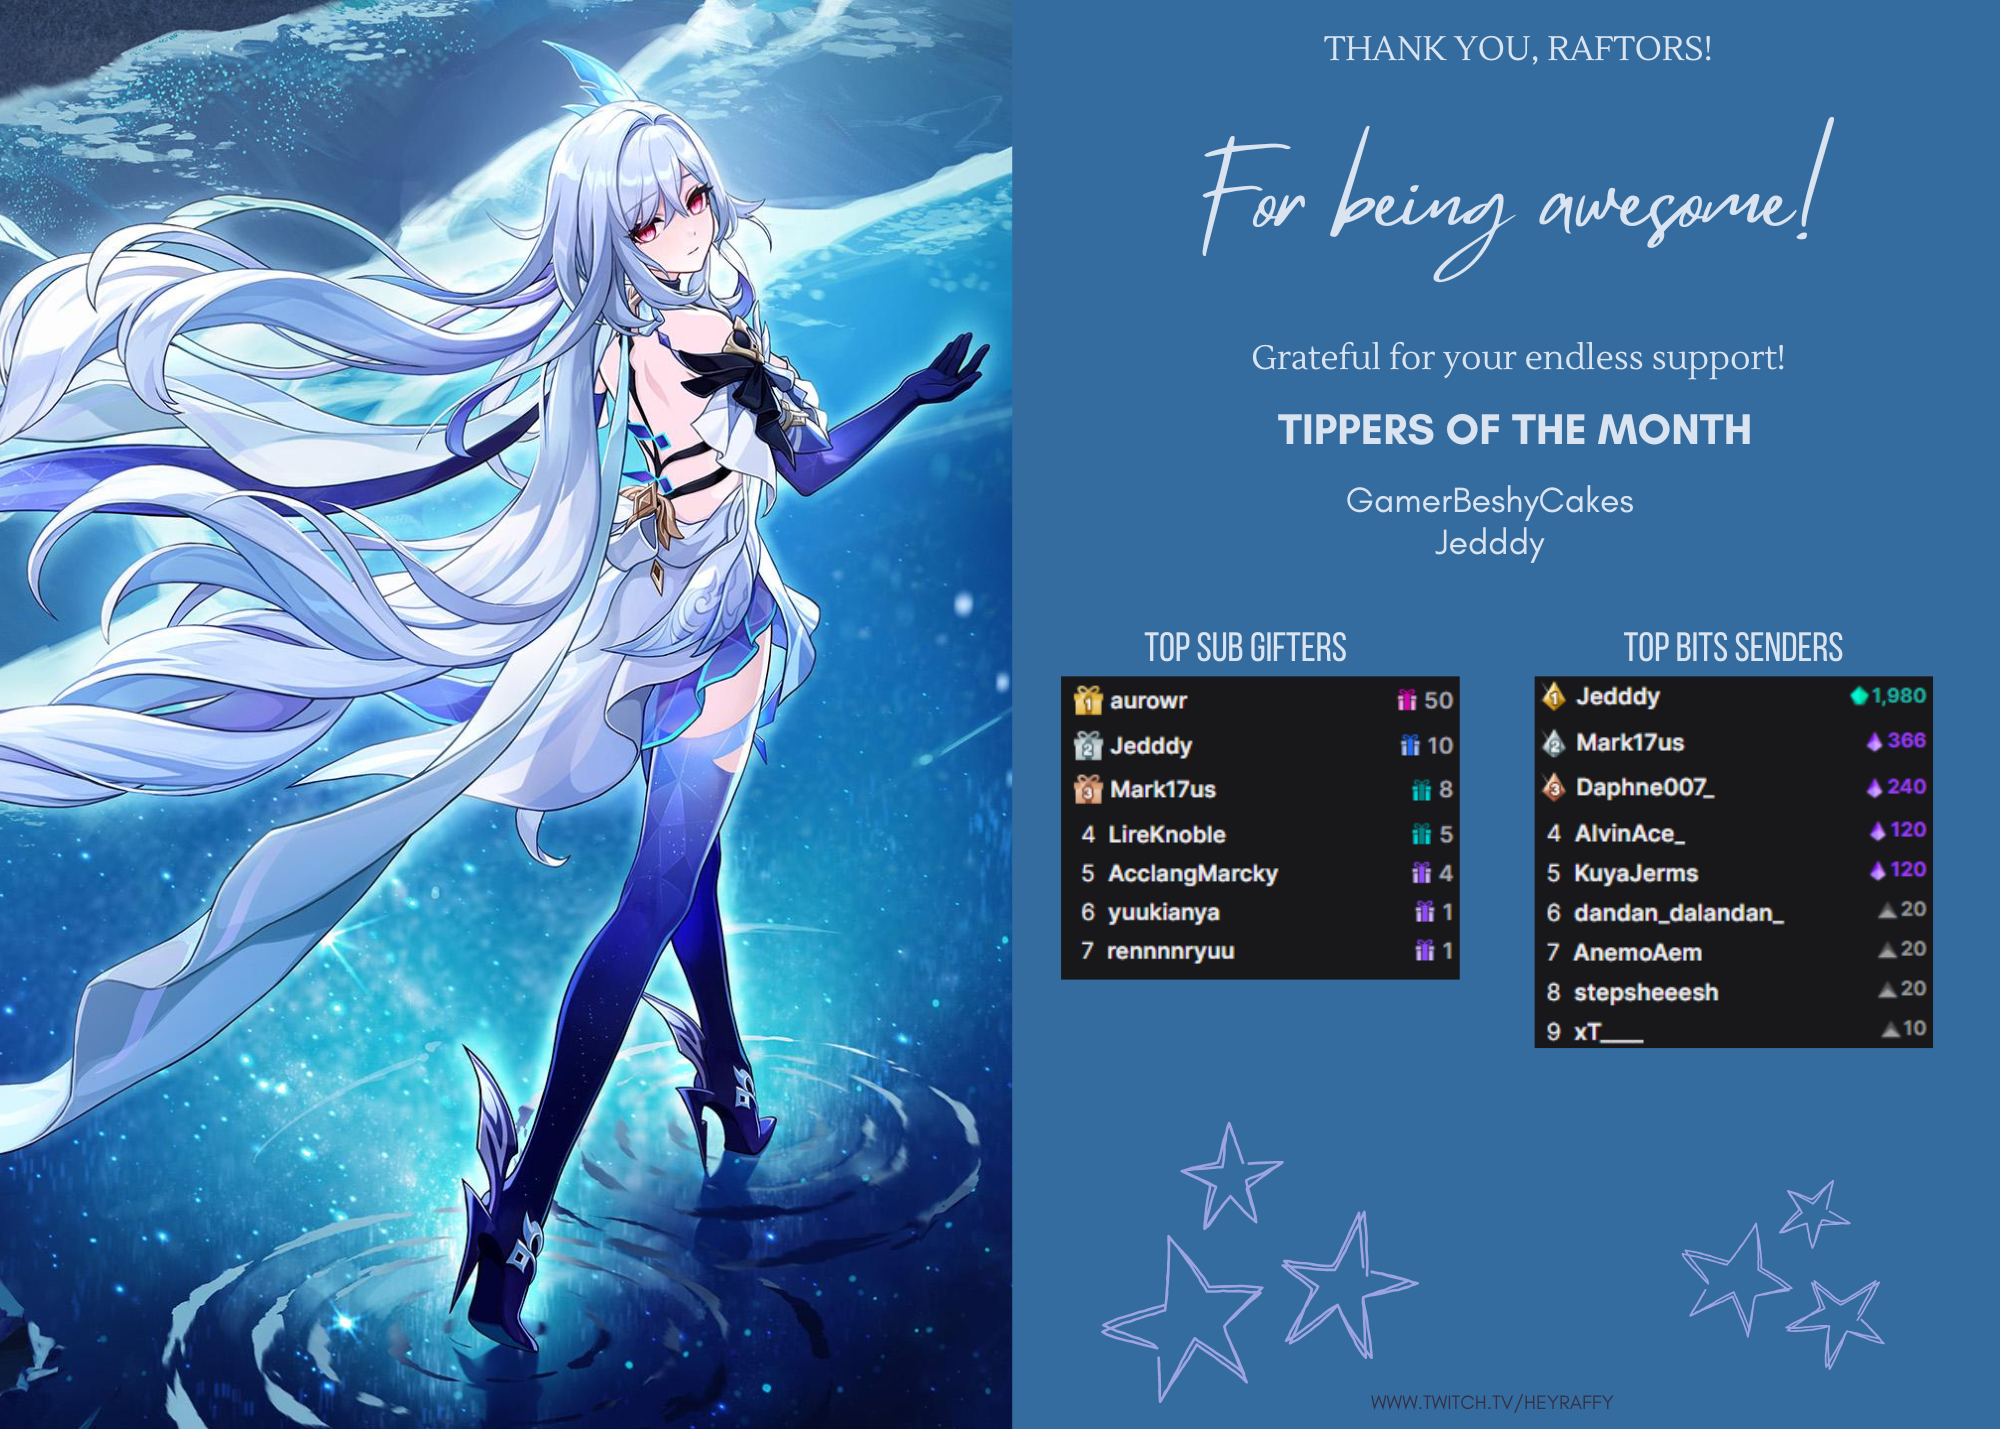 THANK YOU, RAFTORS!
For being awesome!
Grateful for your endless support!
TIPPERS OF THE MONTH
GamerBeshyCakes
Jedddy
TOP SUB GIFTERS
1 aurowr 50
2 Jedddy 10
3 Mark17us 8
4 LireKnoble 5
5 AcclangMarcky 4
6 yuukianya 1
7 rennnnryuu 1
TOP BITS SENDERS
1 Jedddy 1,980
2 Mark17us 366
3 Daphne007_ 240
4 AlvinAce_ 120
5 KuyaJerms 120
6 dandan_dalandan_ 20
7 AnemoAem 20
8 stepsheeesh 20
9 xT____ 10
WWW.TWITCH.TV/HEYRAFFY